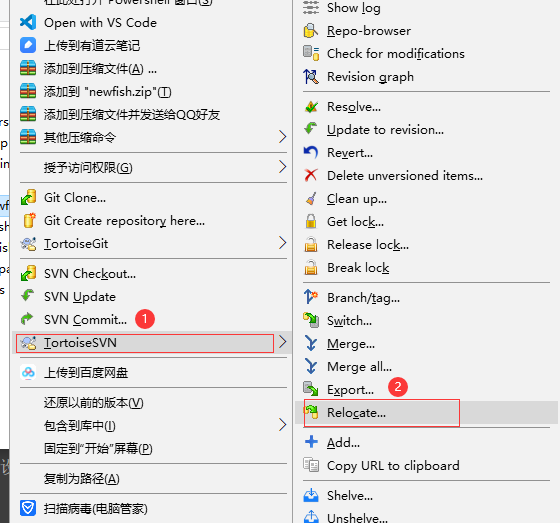 在此处打开 Powershell 窗口(S)
Open with VS Code
上传到有道云笔记
添加到压缩文件(A) ...
添加到 "newfish.zip"(T)
添加到压缩文件并发送给QQ好友
其他压缩命令
授予访问权限(G)
Git Clone...
Git Create repository here...
TortoiseGit
SVN Checkout...
SVN Update
SVN Commit...
1
TortoiseSVN
上传到百度网盘
还原以前的版本(V)
包含到库中(I)
固定到"开始"屏幕(P)
复制为路径(A)
扫描病毒(电脑管家)
Show log
Repo-browser
Check for modifications
Revision graph
Resolve...
Update to revision...
Revert...
Delete unversioned items...
Clean up...
Get lock...
Release lock...
Break lock
Branch/tag...
Switch...
Merge...
Merge all...
Export...
2
Relocate...
Add...
Copy URL to clipboard
Shelve...
Unshelve...